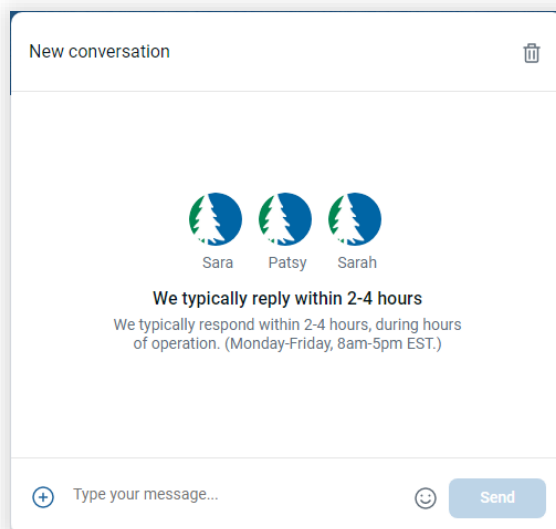 New conversation
Sara
Patsy
Sarah
We typically reply within 2-4 hours
We typically respond within 2-4 hours, during hours
of operation. (Monday-Friday, 8am-5pm EST.)
Type your message...
Send